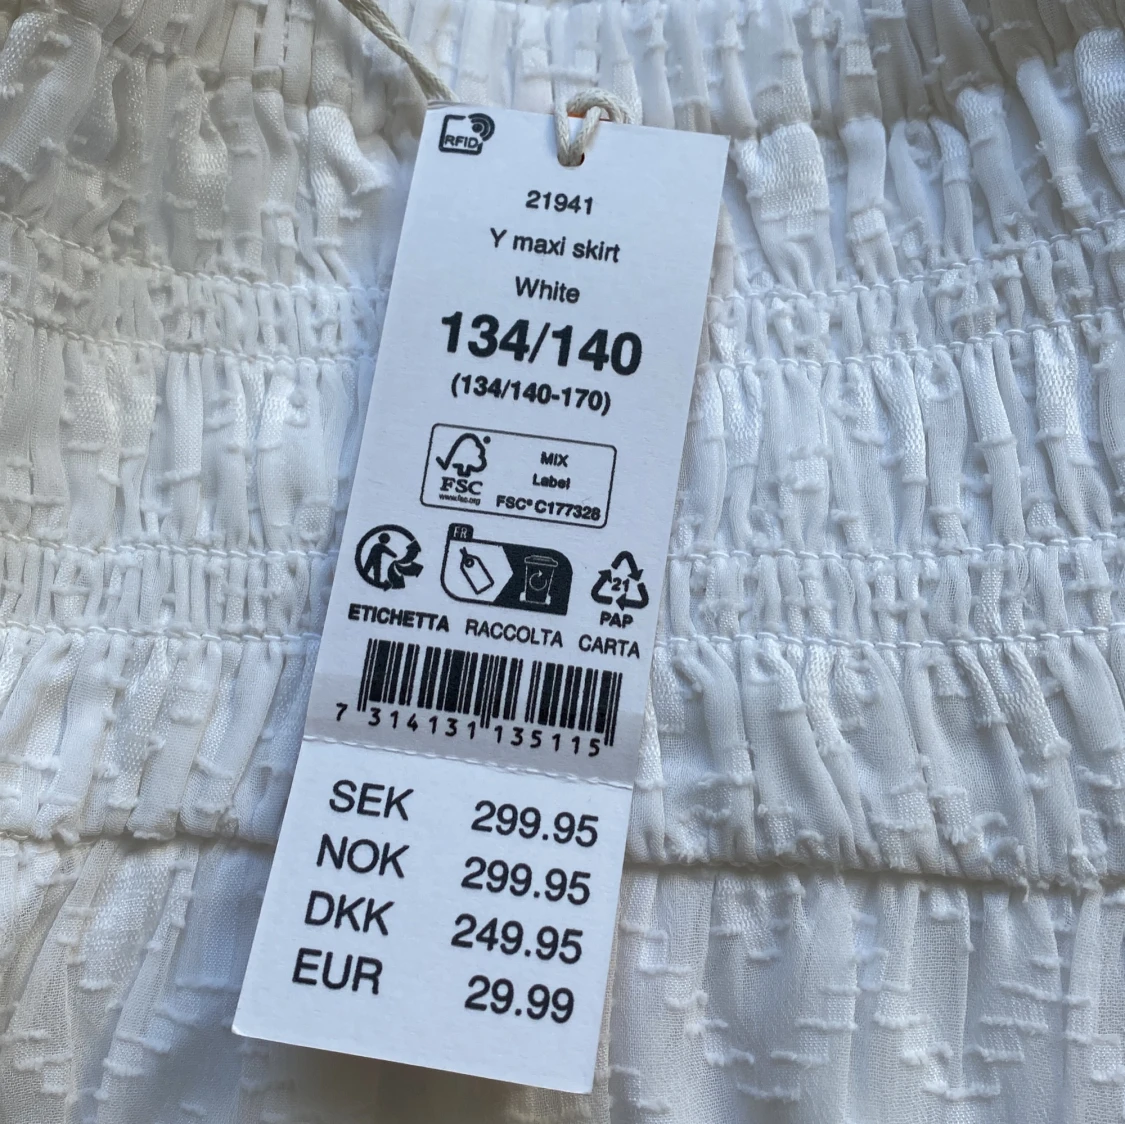 RFID
21941
Y maxi skirt
White
134/140
(134/140-170)
FSC
www.fsc.org
MIX
Label
FSC® C177328
FR
21
PAP
ETICHETTA RACCOLTA CARTA
7 314131 135115
SEK 299.95
NOK 299.95
DKK 249.95
EUR 29.99